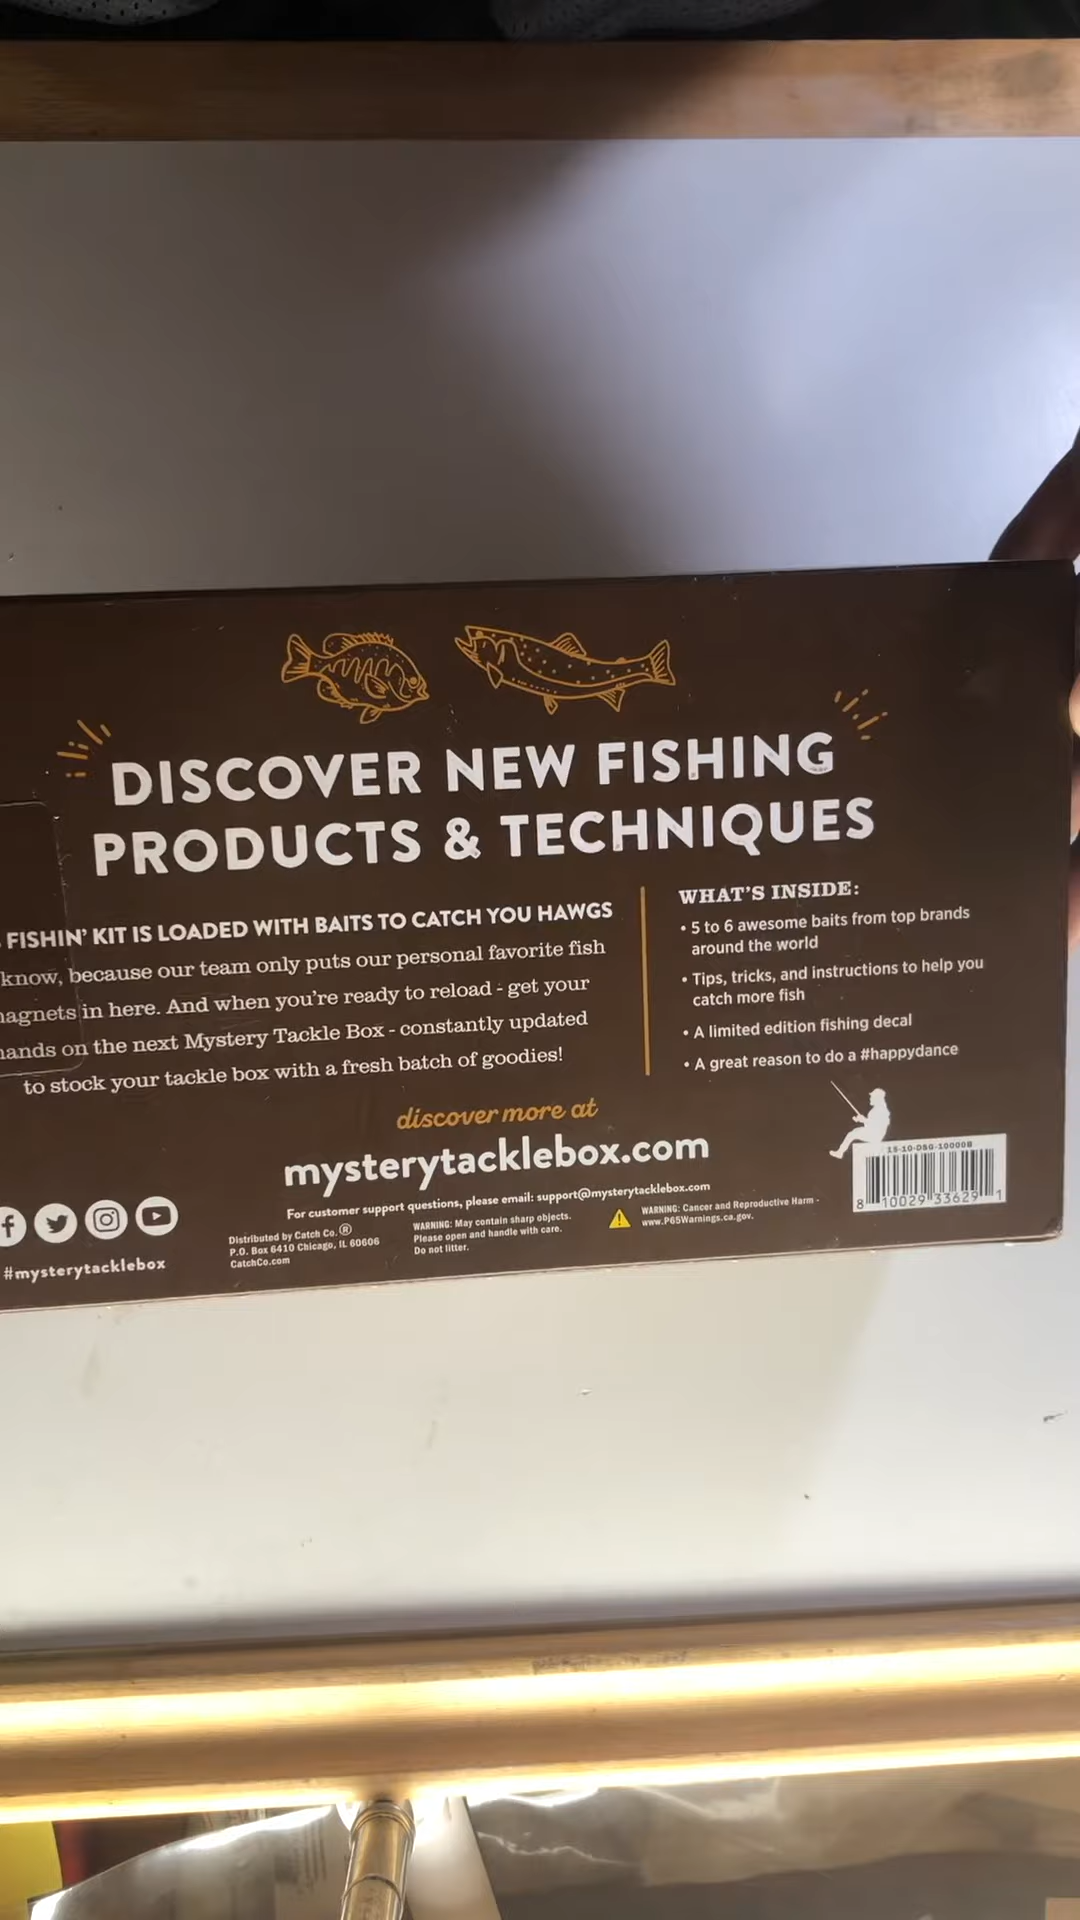 DISCOVER NEW FISHING
PRODUCTS & TECHNIQUES
FISHIN' KIT IS LOADED WITH BAITS TO CATCH YOU HAWGS
know, because our team only puts our personal favorite fish
in here. And when you're ready to reload - get your
on the next Mystery Tackle Box - constantly updated
to stock your tackle box with a fresh batch of goodies!
WHAT'S INSIDE:
• 5 to 6 awesome baits from top brands
around the world
• Tips, tricks, and instructions to help you
catch more fish
• A limited edition fishing decal
• A great reason to do a #happydance
discover more at
mysterytacklebox.com
For customer support questions, please email: support@mysterytacklebox.com
#mysterytacklebox
Distributed by Catch Co.®
P.O. Box 6410 Chicago, IL 60606
CatchCo.com
WARNING: May contain sharp objects.
Please open and handle with care.
Do not litter.
WARNING: Cancer and Reproductive Harm -
www.P65Warnings.ca.gov.
8 10029 33629 1